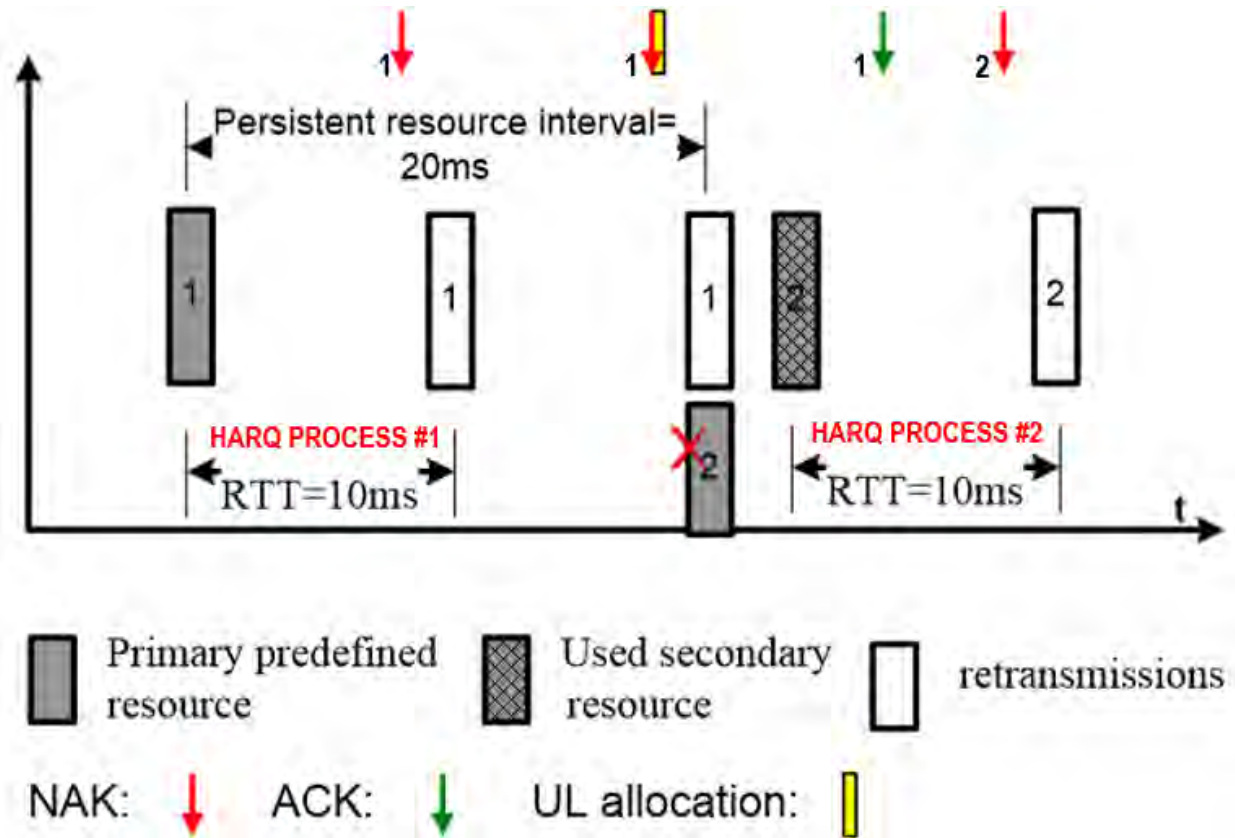 1
1
1
2
Persistent resource interval=
20ms
1
1
1
2
2
HARQ PROCESS #1
HARQ PROCESS #2
2
RTT=10ms
RTT=10ms
t
Primary predefined
resource
Used secondary
resource
retransmissions
NAK:
ACK:
UL allocation: